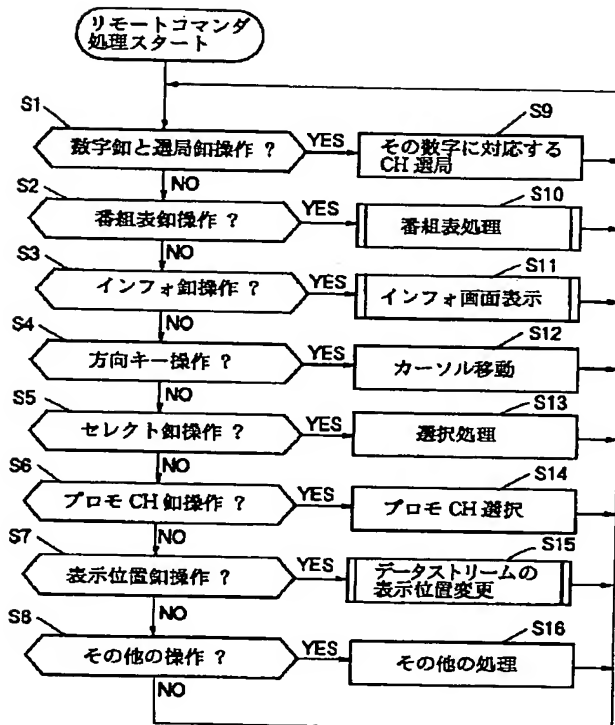 リモートコマンダ
処理スタート
S1
数字釦と選局釦操作 ?
YES
S9
その数字に対応する
CH 選局
NO
S2
番組表釦操作 ?
YES
S10
番組表処理
NO
S3
インフォ釦操作 ?
YES
S11
インフォ画面表示
NO
S4
方向キー操作 ?
YES
S12
カーソル移動
NO
S5
セレクト釦操作 ?
YES
S13
選択処理
NO
S6
プロモ CH 釦操作 ?
YES
S14
プロモ CH 選択
NO
S7
表示位置釦操作 ?
YES
S15
データストリームの
表示位置変更
NO
S8
その他の操作 ?
YES
S16
その他の処理
NO